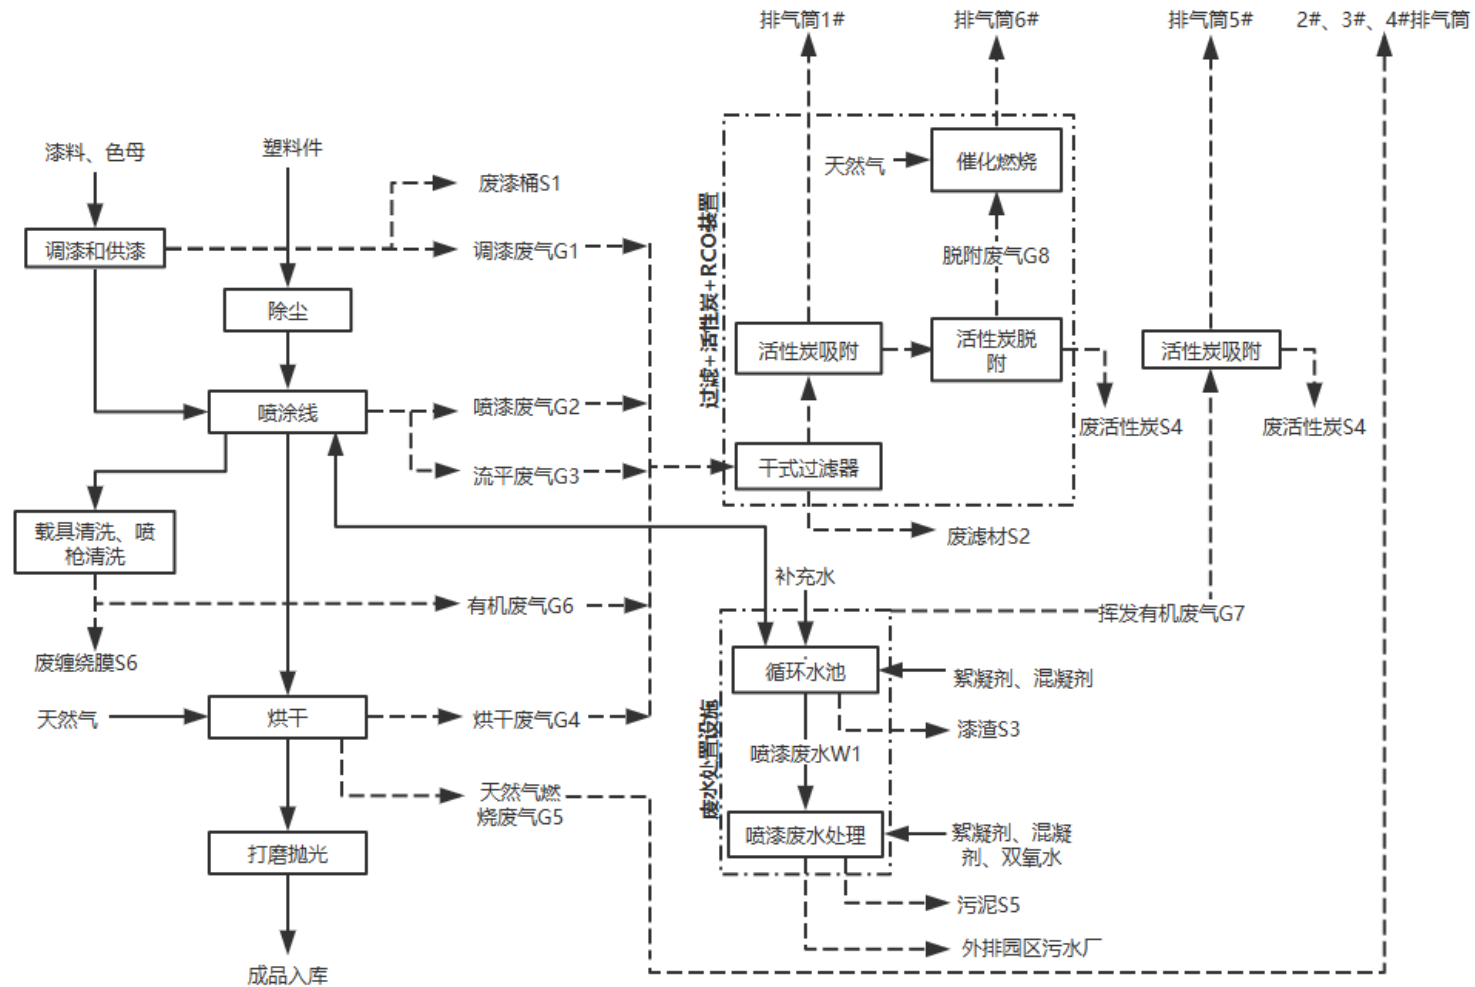 排气筒1#
排气筒6#
排气筒5#
2#、3#、4#排气筒
漆料、色母
塑料件
废漆桶S1
天然气
催化燃烧
调漆和供漆
调漆废气G1
脱附废气G8
除尘
过滤+活性炭+RCO装置
活性炭吸附
活性炭脱
附
活性炭吸附
喷涂线
喷漆废气G2
废活性炭S4
废活性炭S4
流平废气G3
干式过滤器
载具清洗、喷
枪清洗
废滤材S2
补充水
有机废气G6
挥发有机废气G7
废缠绕膜S6
循环水池
絮凝剂、混凝剂
天然气
烘干
烘干废气G4
漆渣S3
废水处置设施
喷漆废水W1
天然气燃
烧废气G5
打磨抛光
喷漆废水处理
絮凝剂、混凝
剂、双氧水
污泥S5
外排园区污水厂
成品入库